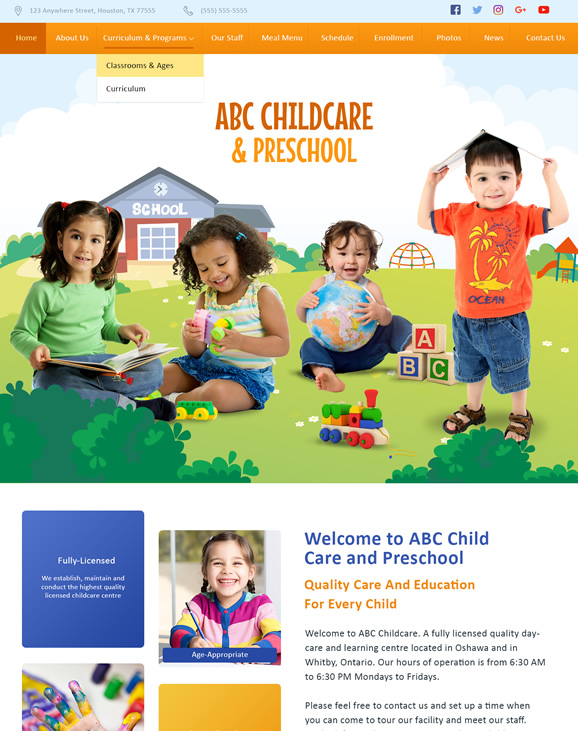 123 Anywhere Street, Houston, TX 77555
(555) 555-5555
Home
About Us
Curriculum & Programs
Our Staff
Meal Menu
Schedule
Enrollment
Photos
News
Contact Us
Classrooms & Ages
Curriculum
ABC CHILDCARE
& PRESCHOOL
SCHOOL
OCEAN
A
B C
Fully-Licensed
We establish, maintain and
conduct the highest quality
licensed childcare centre
Age-Appropriate
Welcome to ABC Child
Care and Preschool
Quality Care And Education
For Every Child
Welcome to ABC Childcare. A fully licensed quality day-
care and learning centre located in Oshawa and in
Whitby, Ontario. Our hours of operation is from 6:30 AM
to 6:30 PM Mondays to Fridays.
Please feel free to contact us and set up a time when
you can come to tour our facility and meet our staff.